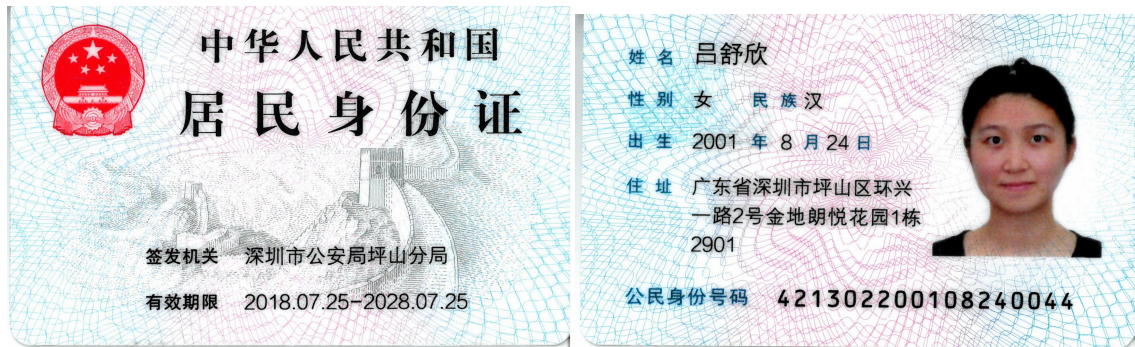 中华人民共和国
居民身份证
签发机关 深圳市公安局坪山分局
有效期限 2018.07.25-2028.07.25
姓名 吕舒欣
性别 女 民族 汉
出生 2001 年 8 月 24 日
住址 广东省深圳市坪山区环兴
一路2号金地朗悦花园1栋
2901
公民身份号码 421302200108240044